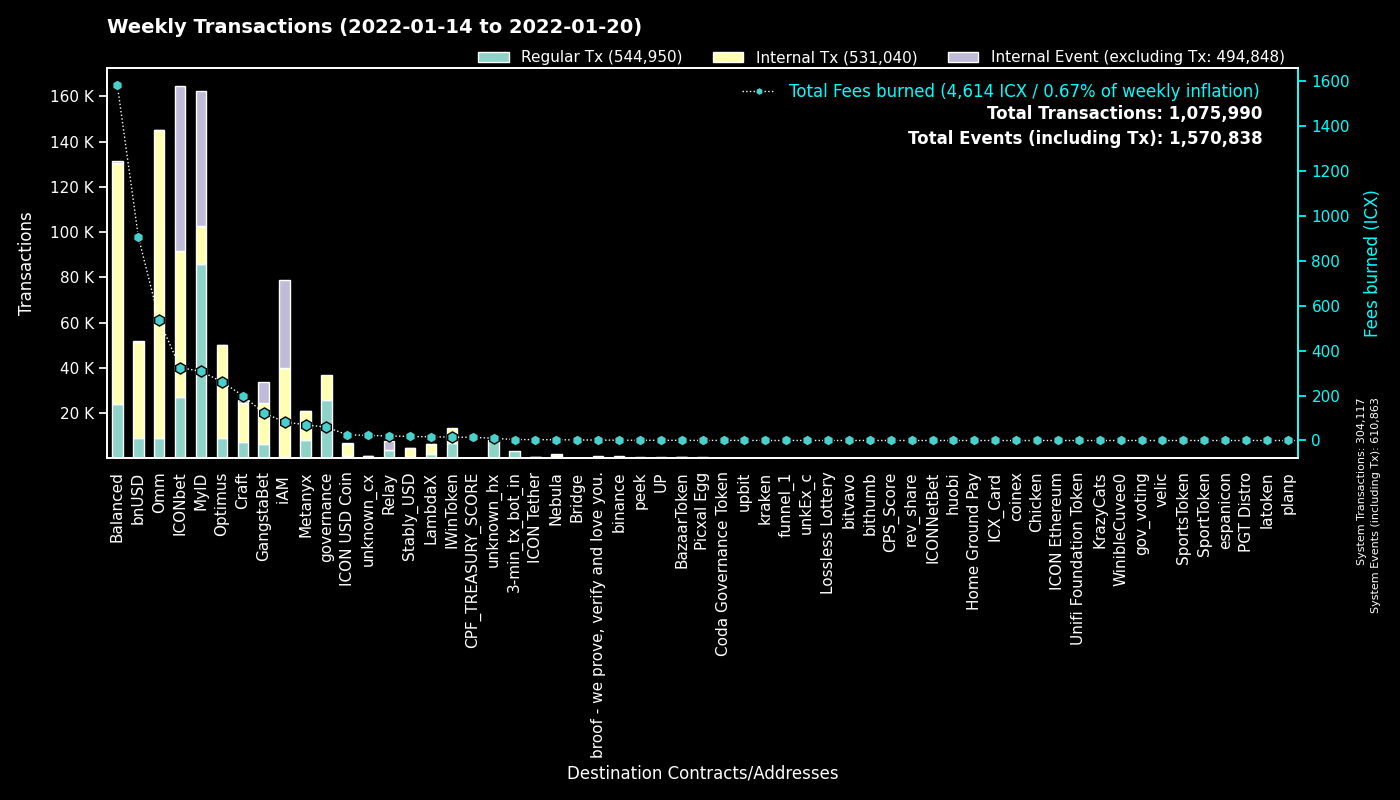 Weekly Transactions (2022-01-14 to 2022-01-20)
Regular Tx (544,950)
Internal Tx (531,040)
Internal Event (excluding Tx: 494,848)
Total Fees burned (4,614 ICX / 0.67% of weekly inflation)
Total Transactions: 1,075,990
Total Events (including Tx): 1,570,838
Transactions
160 K
140 K
120 K
100 K
80 K
60 K
40 K
20 K
1600
1400
1200
1000
800
600
400
200
0
Fees burned (ICX)
System Transactions: 304,117
System Events (including Tx): 610,863
Balanced
bnUSD
Omm
ICONbet
MyID
Optimus
Craft
GangstaBet
iAM
Metanyx
governance
ICON USD Coin
unknown_cx
Relay
Stably_USD
LambdaX
IWinToken
CPF_TREASURY_SCORE
unknown_hx
3-min_tx_bot_in
ICON Tether
Nebula
Bridge
broof - we prove, verify and love you.
binance
peek
UP
BazaarToken
Picxal Egg
Coda Governance Token
upbit
kraken
funnel_1
unkEx_c
Lossless Lottery
bitvavo
bithumb
CPS_Score
rev_share
ICONNetBet
huobi
Home Ground Pay
ICX_Card
coinex
Chicken
ICON Ethereum
Unifi Foundation Token
KrazyCats
WinibleCuvee0
gov_voting
velic
SportsToken
SportToken
espanicon
PGT Distro
latoken
planp
Destination Contracts/Addresses